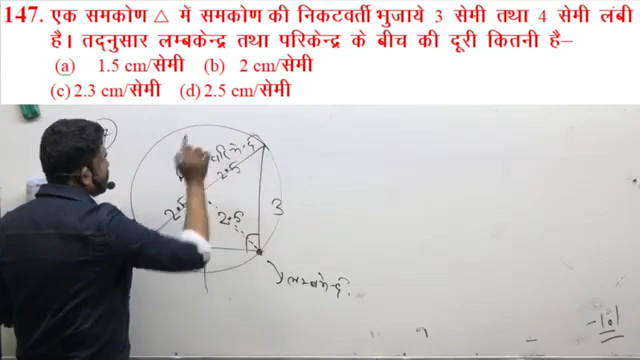 147. एक समकोण △ में समकोण की निकटवर्ती भुजाये 3 सेमी तथा 4 सेमी लंबी
है। तद्नुसार लम्बकेन्द्र तथा परिकेन्द्र के बीच की दूरी कितनी है–
(a) 1.5 cm/सेमी (b) 2 cm/सेमी
(c) 2.3 cm/सेमी (d) 2.5 cm/सेमी
2.5
2.5
2.5
3
लम्बकेन्द्र
-101